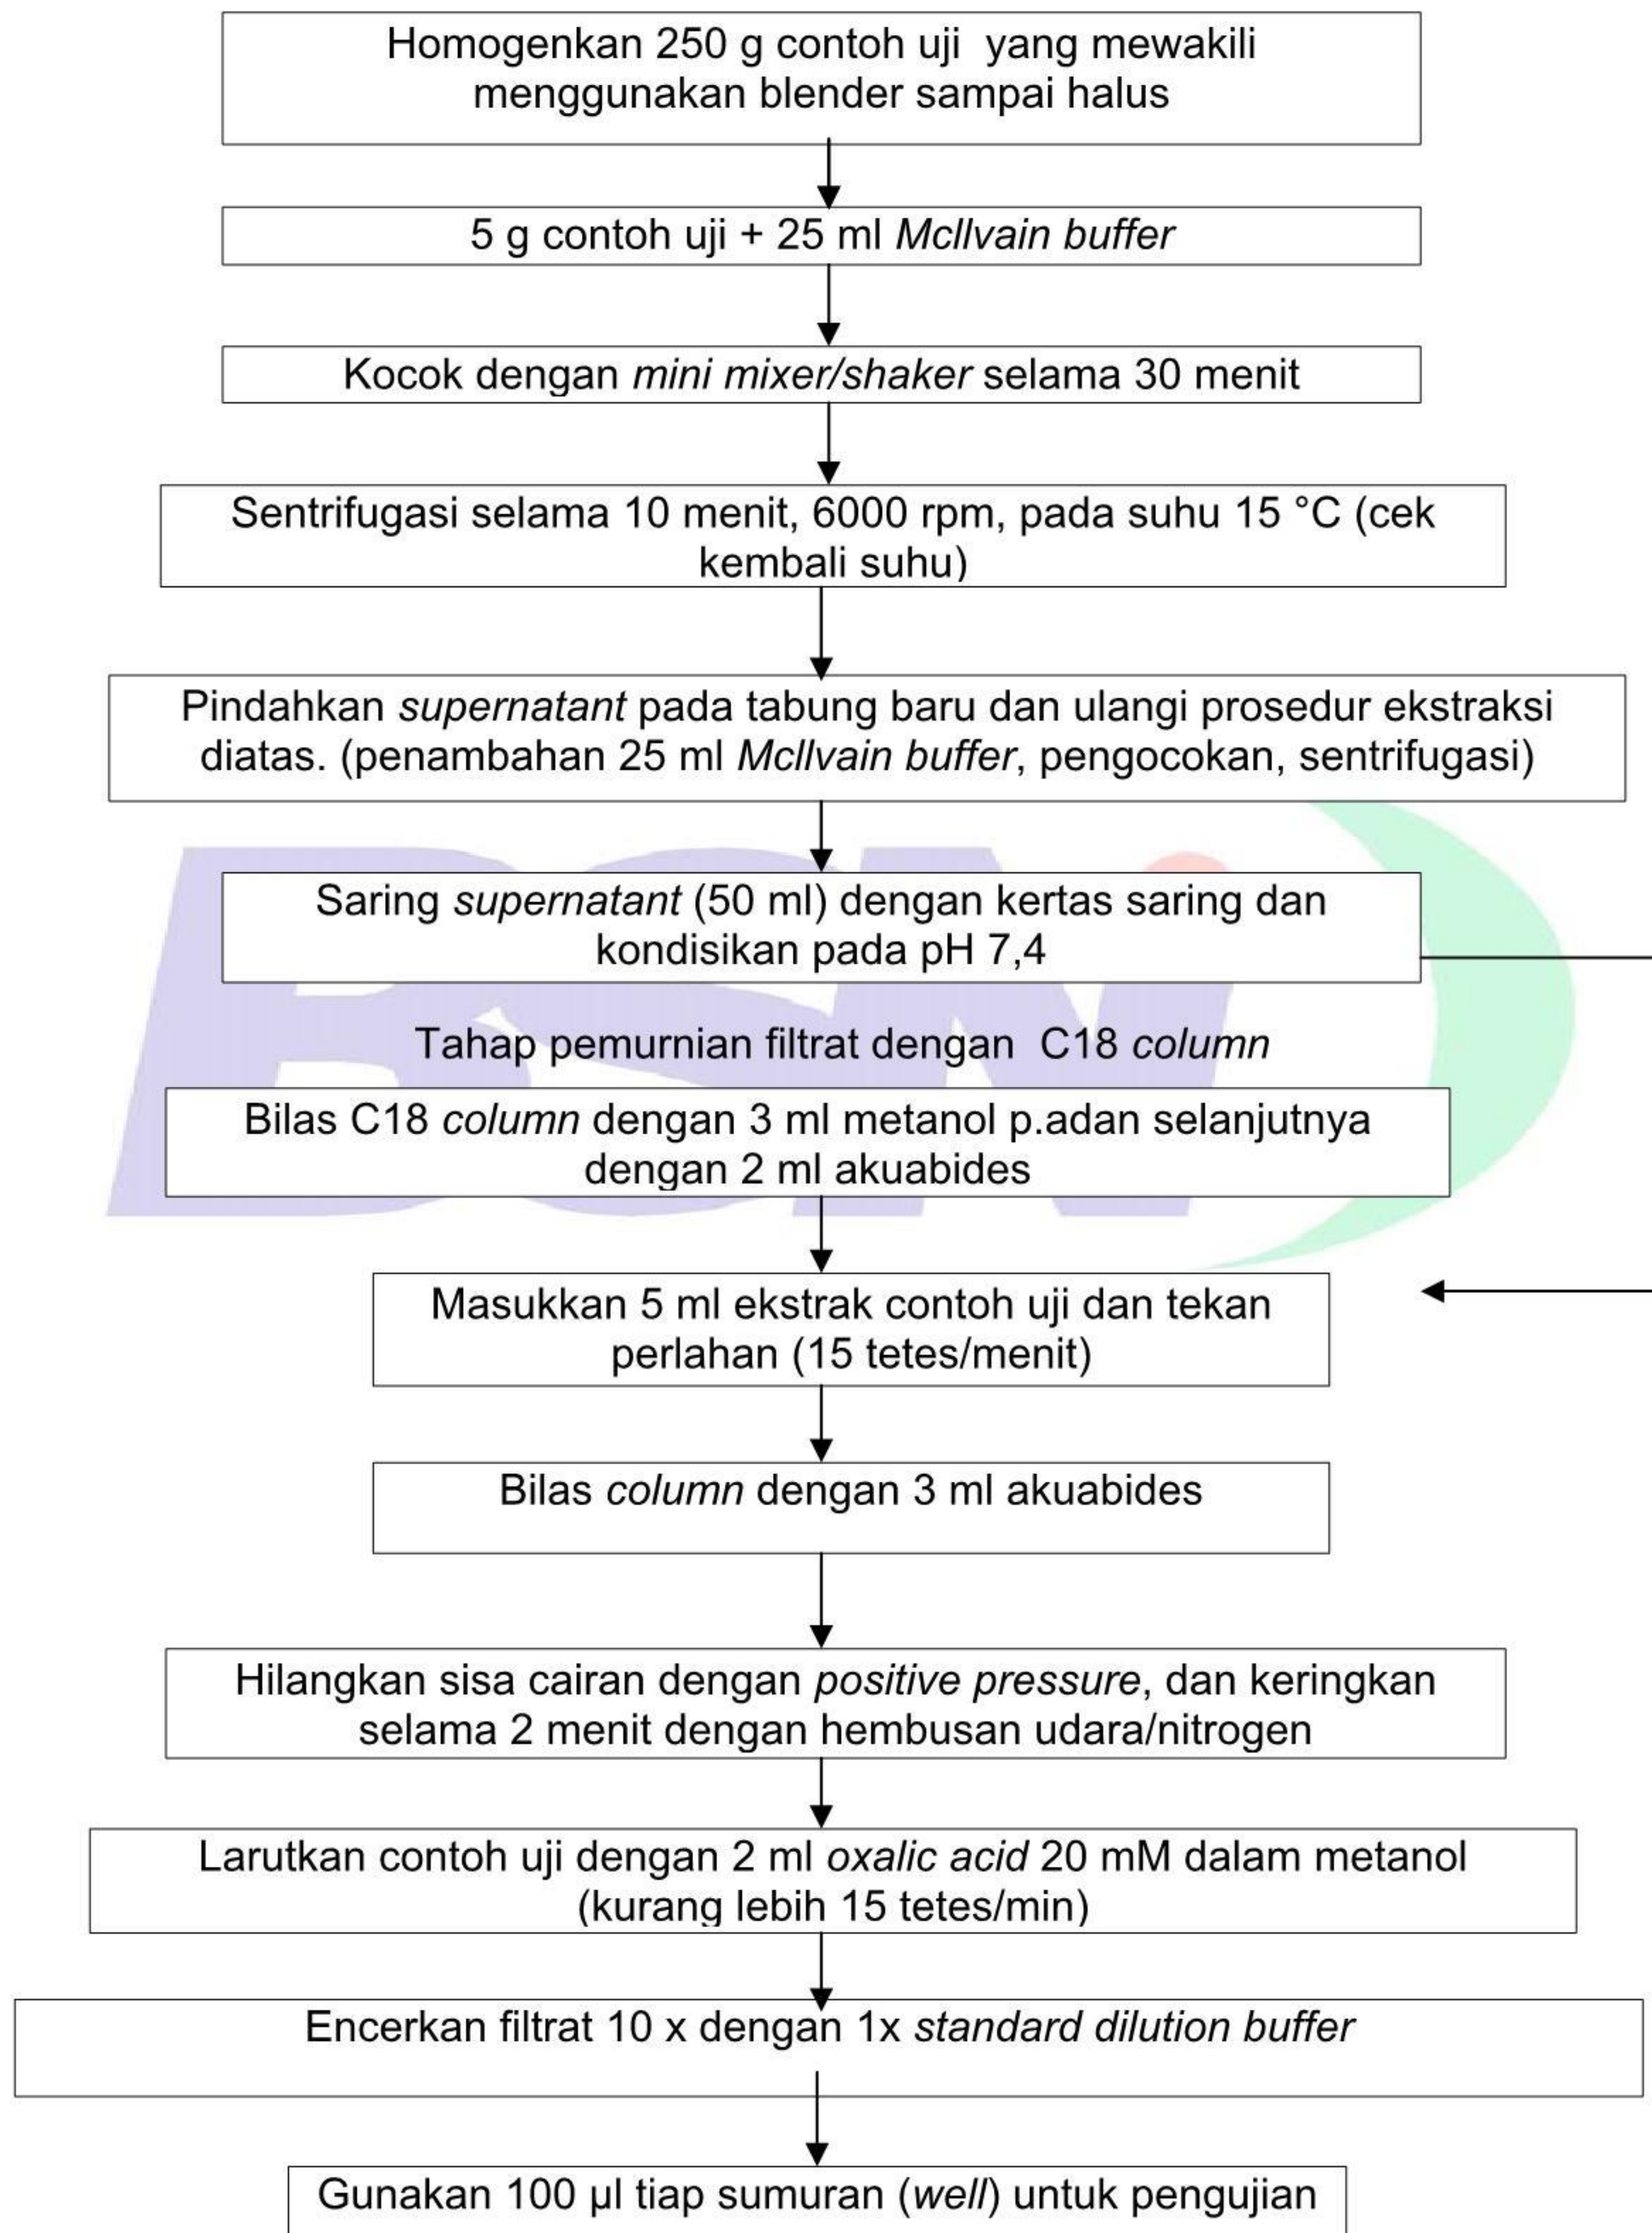 Homogenkan 250 g contoh uji yang mewakili
menggunakan blender sampai halus
5 g contoh uji + 25 ml McIlvain buffer
Kocok dengan mini mixer/shaker selama 30 menit
Sentrifugasi selama 10 menit, 6000 rpm, pada suhu 15 °C (cek
kembali suhu)
Pindahkan supernatant pada tabung baru dan ulangi prosedur ekstraksi
diatas. (penambahan 25 ml McIlvain buffer, pengocokan, sentrifugasi)
Saring supernatant (50 ml) dengan kertas saring dan
kondisikan pada pH 7,4
Tahap pemurnian filtrat dengan C18 column
Bilas C18 column dengan 3 ml metanol p.adan selanjutnya
dengan 2 ml akuabides
Masukkan 5 ml ekstrak contoh uji dan tekan
perlahan (15 tetes/menit)
Bilas column dengan 3 ml akuabides
Hilangkan sisa cairan dengan positive pressure, dan keringkan
selama 2 menit dengan hembusan udara/nitrogen
Larutkan contoh uji dengan 2 ml oxalic acid 20 mM dalam metanol
(kurang lebih 15 tetes/min)
Encerkan filtrat 10 x dengan 1x standard dilution buffer
Gunakan 100 µl tiap sumuran (well) untuk pengujian
BSN